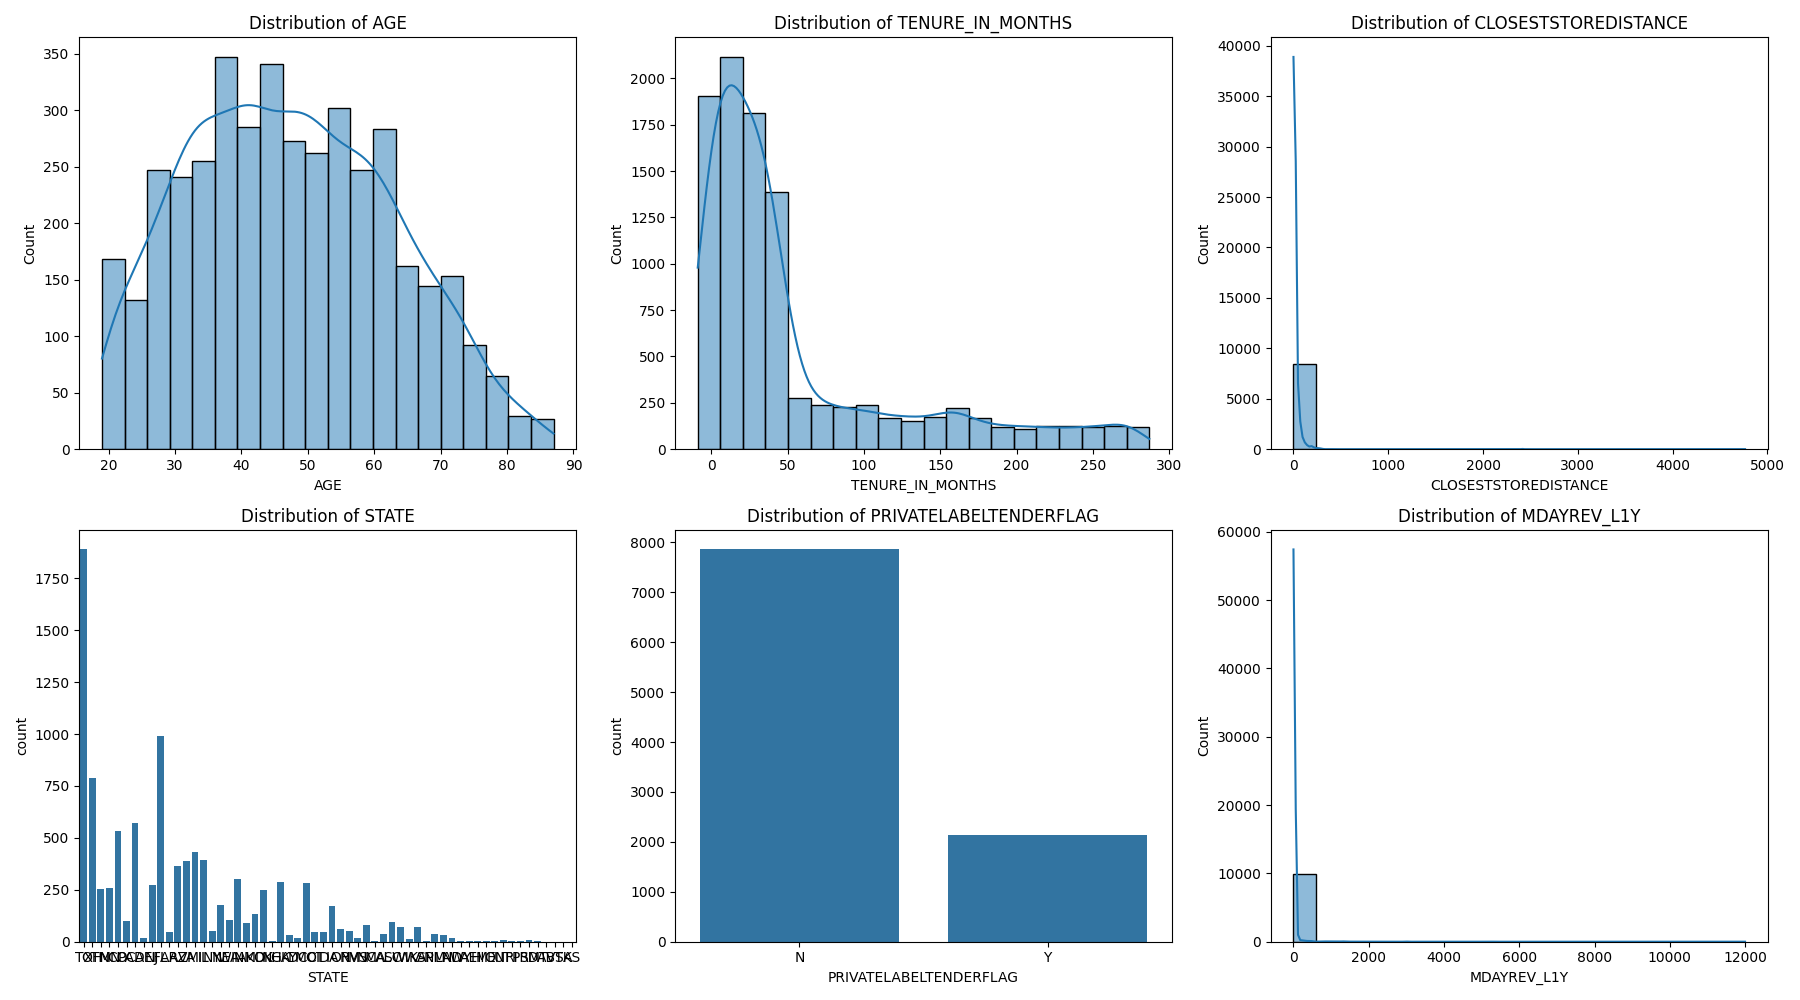 Distribution of AGE
350
300
250
200
150
100
50
0
Count
20 30 40 50 60 70 80 90
AGE
Distribution of TENURE_IN_MONTHS
2000
1750
1500
1250
1000
750
500
250
0
Count
0 50 100 150 200 250 300
TENURE_IN_MONTHS
Distribution of CLOSESTSTOREDISTANCE
40000
35000
30000
25000
20000
15000
10000
5000
0
Count
0 1000 2000 3000 4000 5000
CLOSESTSTOREDISTANCE
Distribution of STATE
1750
1500
1250
1000
750
500
250
0
count
STATE
Distribution of PRIVATELABELTENDERFLAG
8000
7000
6000
5000
4000
3000
2000
1000
0
count
N Y
PRIVATELABELTENDERFLAG
Distribution of MDAYREV_L1Y
60000
50000
40000
30000
20000
10000
0
Count
0 2000 4000 6000 8000 10000 12000
MDAYREV_L1Y